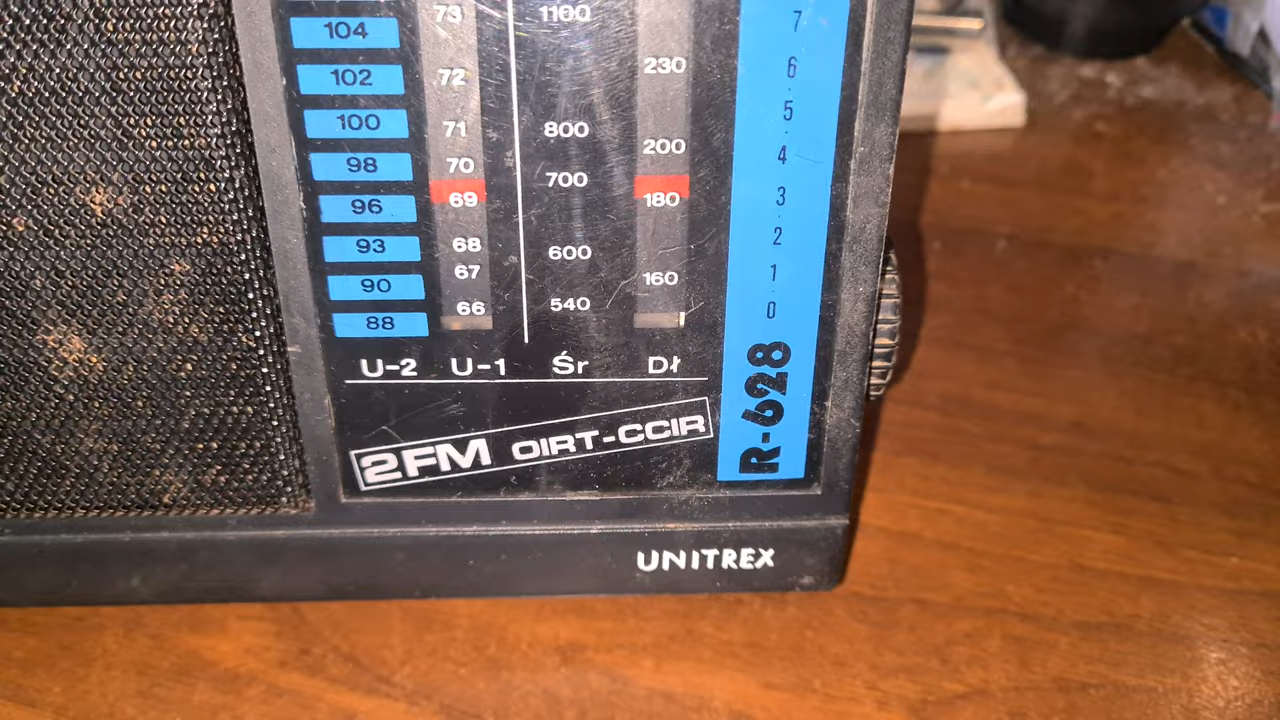 73 1100 7
104
102 72 230 6
100 71 800 5
98 70 200 4
96 69 700 180 3
93 68 600 2
90 67 160 1
88 66 540 0
U-2 U-1 Śr Dł
2FM OIRT-CCIR
R-628
UNITREX